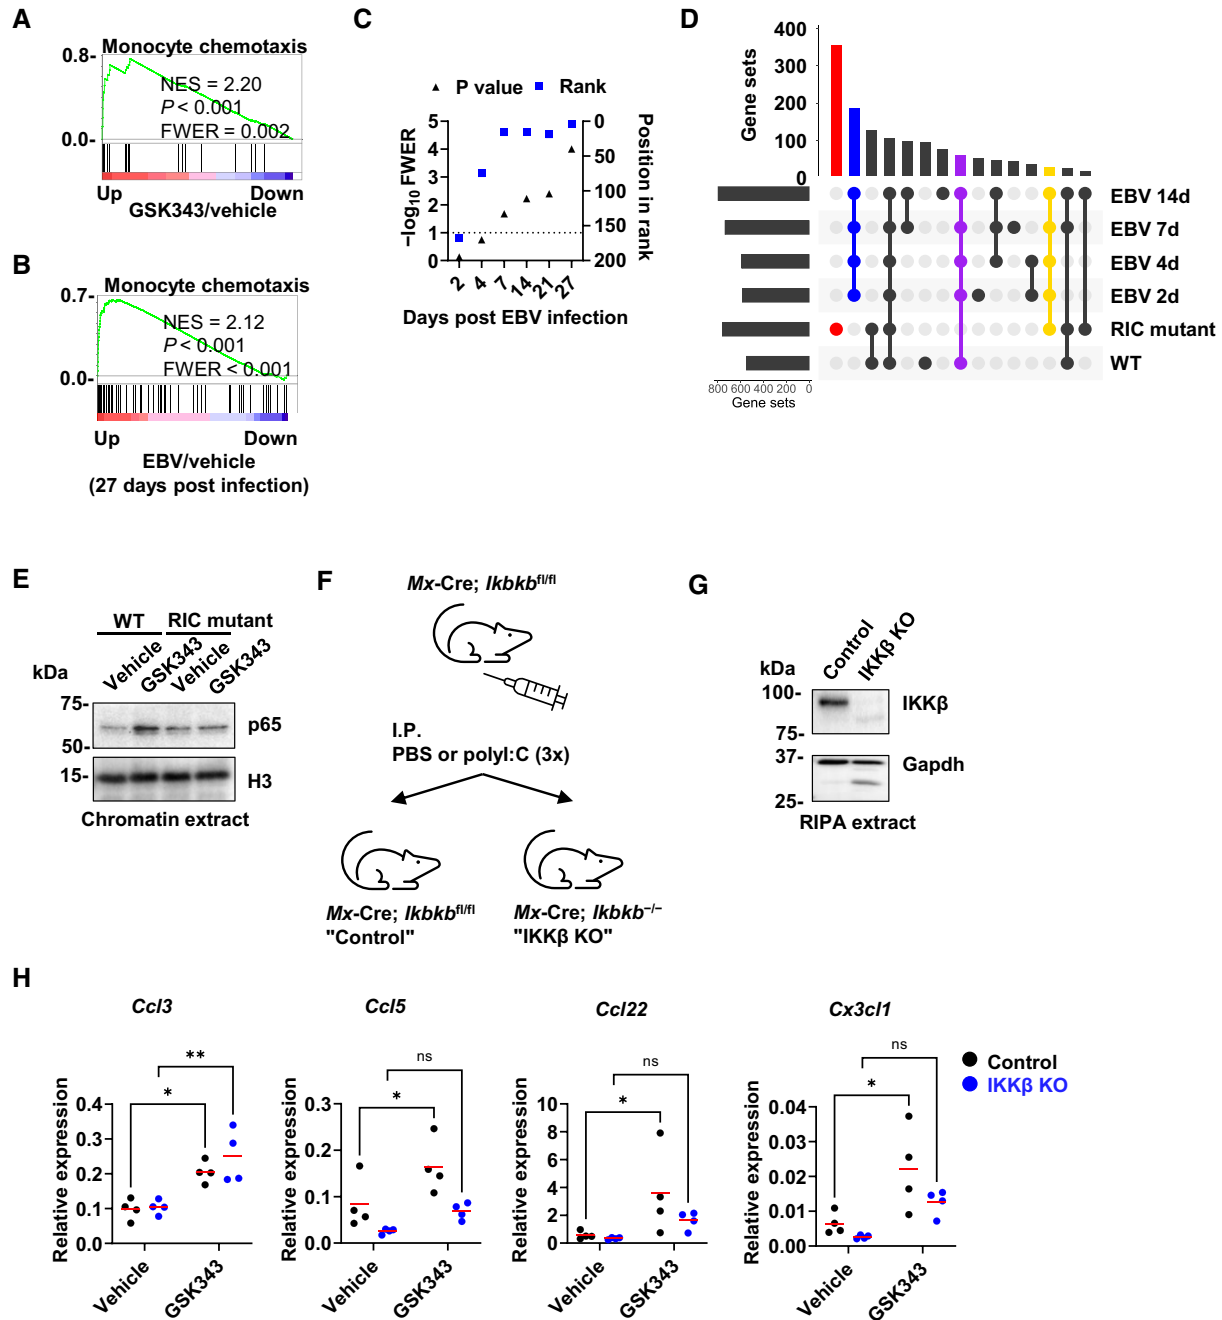 A
Monocyte chemotaxis
0.8-
NES = 2.20
P < 0.001
FWER = 0.002
0.0-
Up Down
GSK343/vehicle
B
Monocyte chemotaxis
0.7-
NES = 2.12
P < 0.001
FWER < 0.001
0.0-
Up Down
EBV/vehicle
(27 days post infection)
C
P value Rank
−log10 FWER
5
4
3
2
1
0
0
50
100
150
200
Position in rank
2 4 7 14 21 27
Days post EBV infection
D
Gene sets
400
300
200
100
0
EBV 14d
EBV 7d
EBV 4d
EBV 2d
RIC mutant
WT
800 600 400 200 0
Gene sets
E
WT RIC mutant
Vehicle GSK343 Vehicle GSK343
kDa
75-
50-
p65
15-
H3
Chromatin extract
F
Mx-Cre; Ikbkb fl/fl
I.P.
PBS or polyI:C (3x)
Mx-Cre; Ikbkb fl/fl
"Control"
Mx-Cre; Ikbkb −/−
"IKKβ KO"
G
Control IKKβ KO
kDa
100-
75-
IKKβ
37-
25-
Gapdh
RIPA extract
H
Ccl3
** 
*
Relative expression
0.4
0.3
0.2
0.1
0.0
Vehicle GSK343
Ccl5
ns
*
Relative expression
0.3
0.2
0.1
0.0
Vehicle GSK343
Ccl22
ns
*
Relative expression
10
8
6
4
2
0
Vehicle GSK343
Cx3cl1
ns
*
Relative expression
0.04
0.03
0.02
0.01
0.00
Vehicle GSK343
Control
IKKβ KO